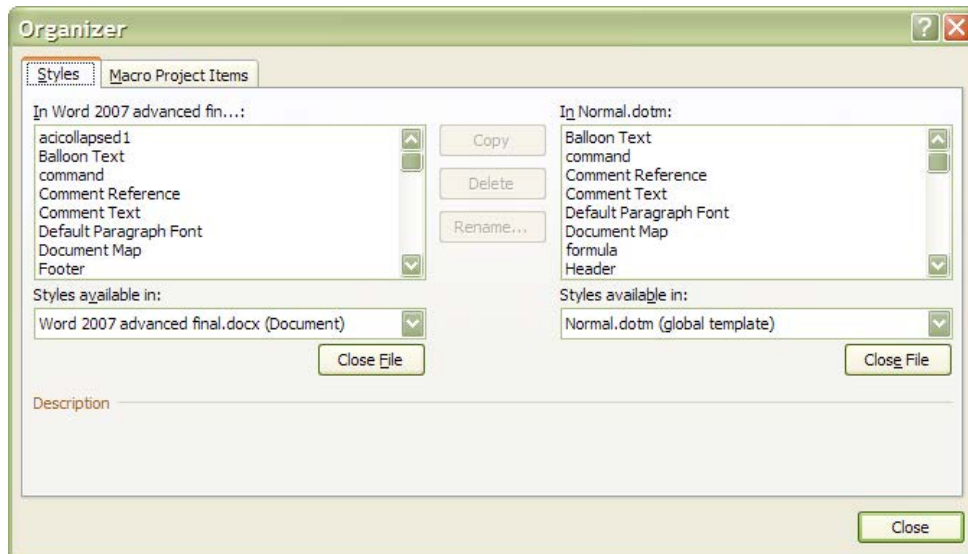 Organizer
Styles
Macro Project Items
In Word 2007 advanced fin...:
acicollapsed1
Balloon Text
command
Comment Reference
Comment Text
Default Paragraph Font
Document Map
Footer
Styles available in:
Word 2007 advanced final.docx (Document)
Close File
Copy
Delete
Rename...
In Normal.dotm:
Balloon Text
command
Comment Reference
Comment Text
Default Paragraph Font
Document Map
formula
Header
Styles available in:
Normal.dotm (global template)
Close File
Description
Close